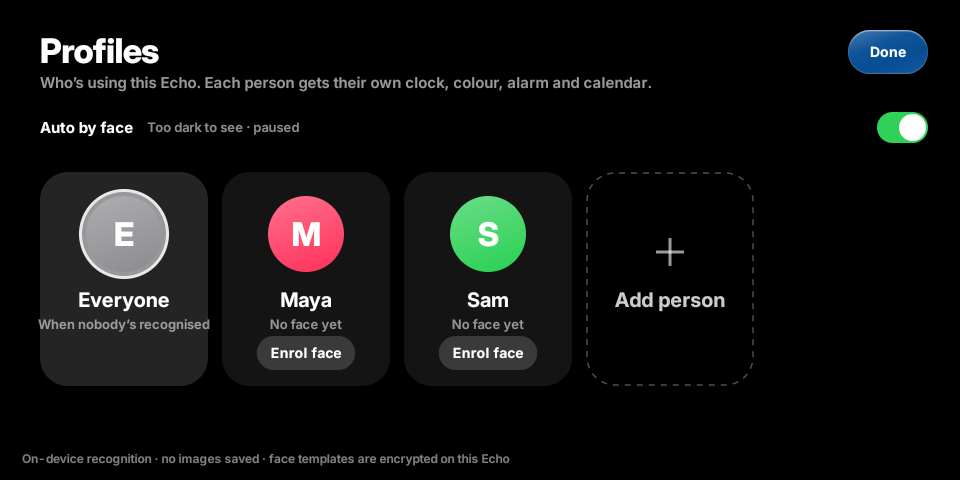 Profiles
Done
Who's using this Echo. Each person gets their own clock, colour, alarm and calendar.
Auto by face Too dark to see · paused
E
M
S
Everyone
Maya
Sam
Add person
When nobody's recognised
No face yet
No face yet
Enrol face
Enrol face
On-device recognition · no images saved · face templates are encrypted on this Echo